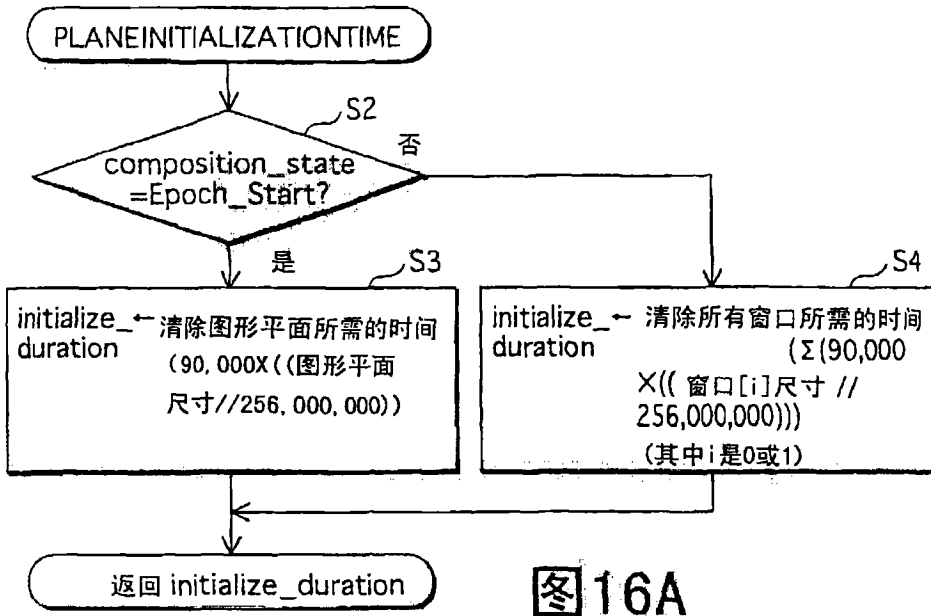 PLANEINITIALIZATIONTIME
S2
否
composition_state
=Epoch_Start?
是
S3
initialize_← 清除图形平面所需的时间
duration
(90,000X((图形平面
尺寸//256,000,000))
S4
initialize_← 清除所有窗口所需的时间
duration
(Σ(90,000
X(( 窗口[i]尺寸 //
256,000,000)))
(其中i是0或1)
返回 initialize_duration
图16A